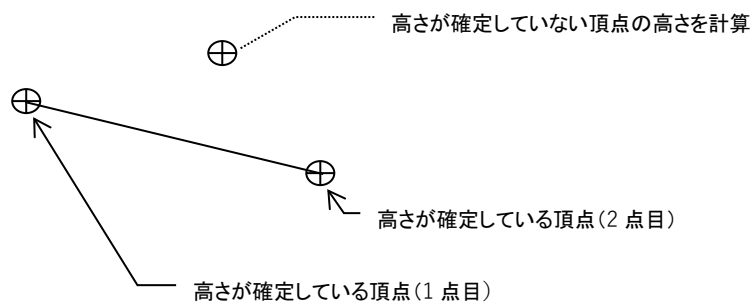 高さが確定していない頂点の高さを計算
高さが確定している頂点(2 点目)
高さが確定している頂点(1 点目)